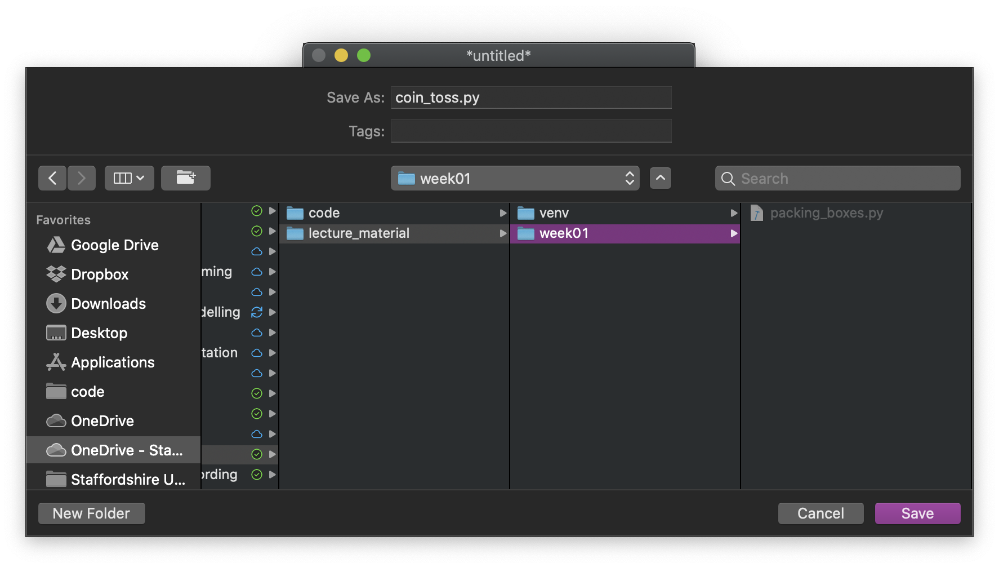 *untitled*
Save As: coin_toss.py
Tags:
week01
Search
Favorites
Google Drive
Dropbox
Downloads
Desktop
Applications
code
OneDrive
OneDrive - Sta...
Staffordshire U...
ming
delling
tation
ording
code
lecture_material
venv
week01
packing_boxes.py
New Folder
Cancel
Save